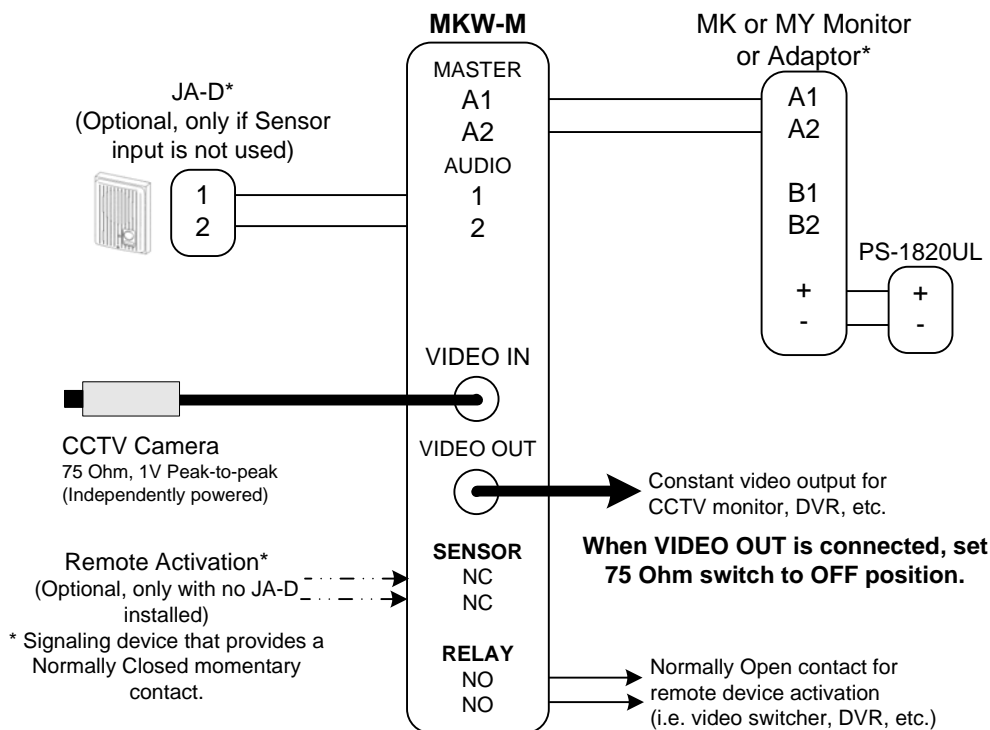 MKW-M
MASTER
A1
A2
AUDIO
1
2
VIDEO IN
VIDEO OUT
SENSOR
NC
NC
RELAY
NO
NO
JA-D*
(Optional, only if Sensor
input is not used)
1
2
MK or MY Monitor
or Adaptor*
A1
A2
B1
B2
+
-
PS-1820UL
+
-
CCTV Camera
75 Ohm, 1V Peak-to-peak
(Independently powered)
Constant video output for
CCTV monitor, DVR, etc.
When VIDEO OUT is connected, set
75 Ohm switch to OFF position.
Remote Activation*
(Optional, only with no JA-D
installed)
* Signaling device that provides a
Normally Closed momentary
contact.
Normally Open contact for
remote device activation
(i.e. video switcher, DVR, etc.)